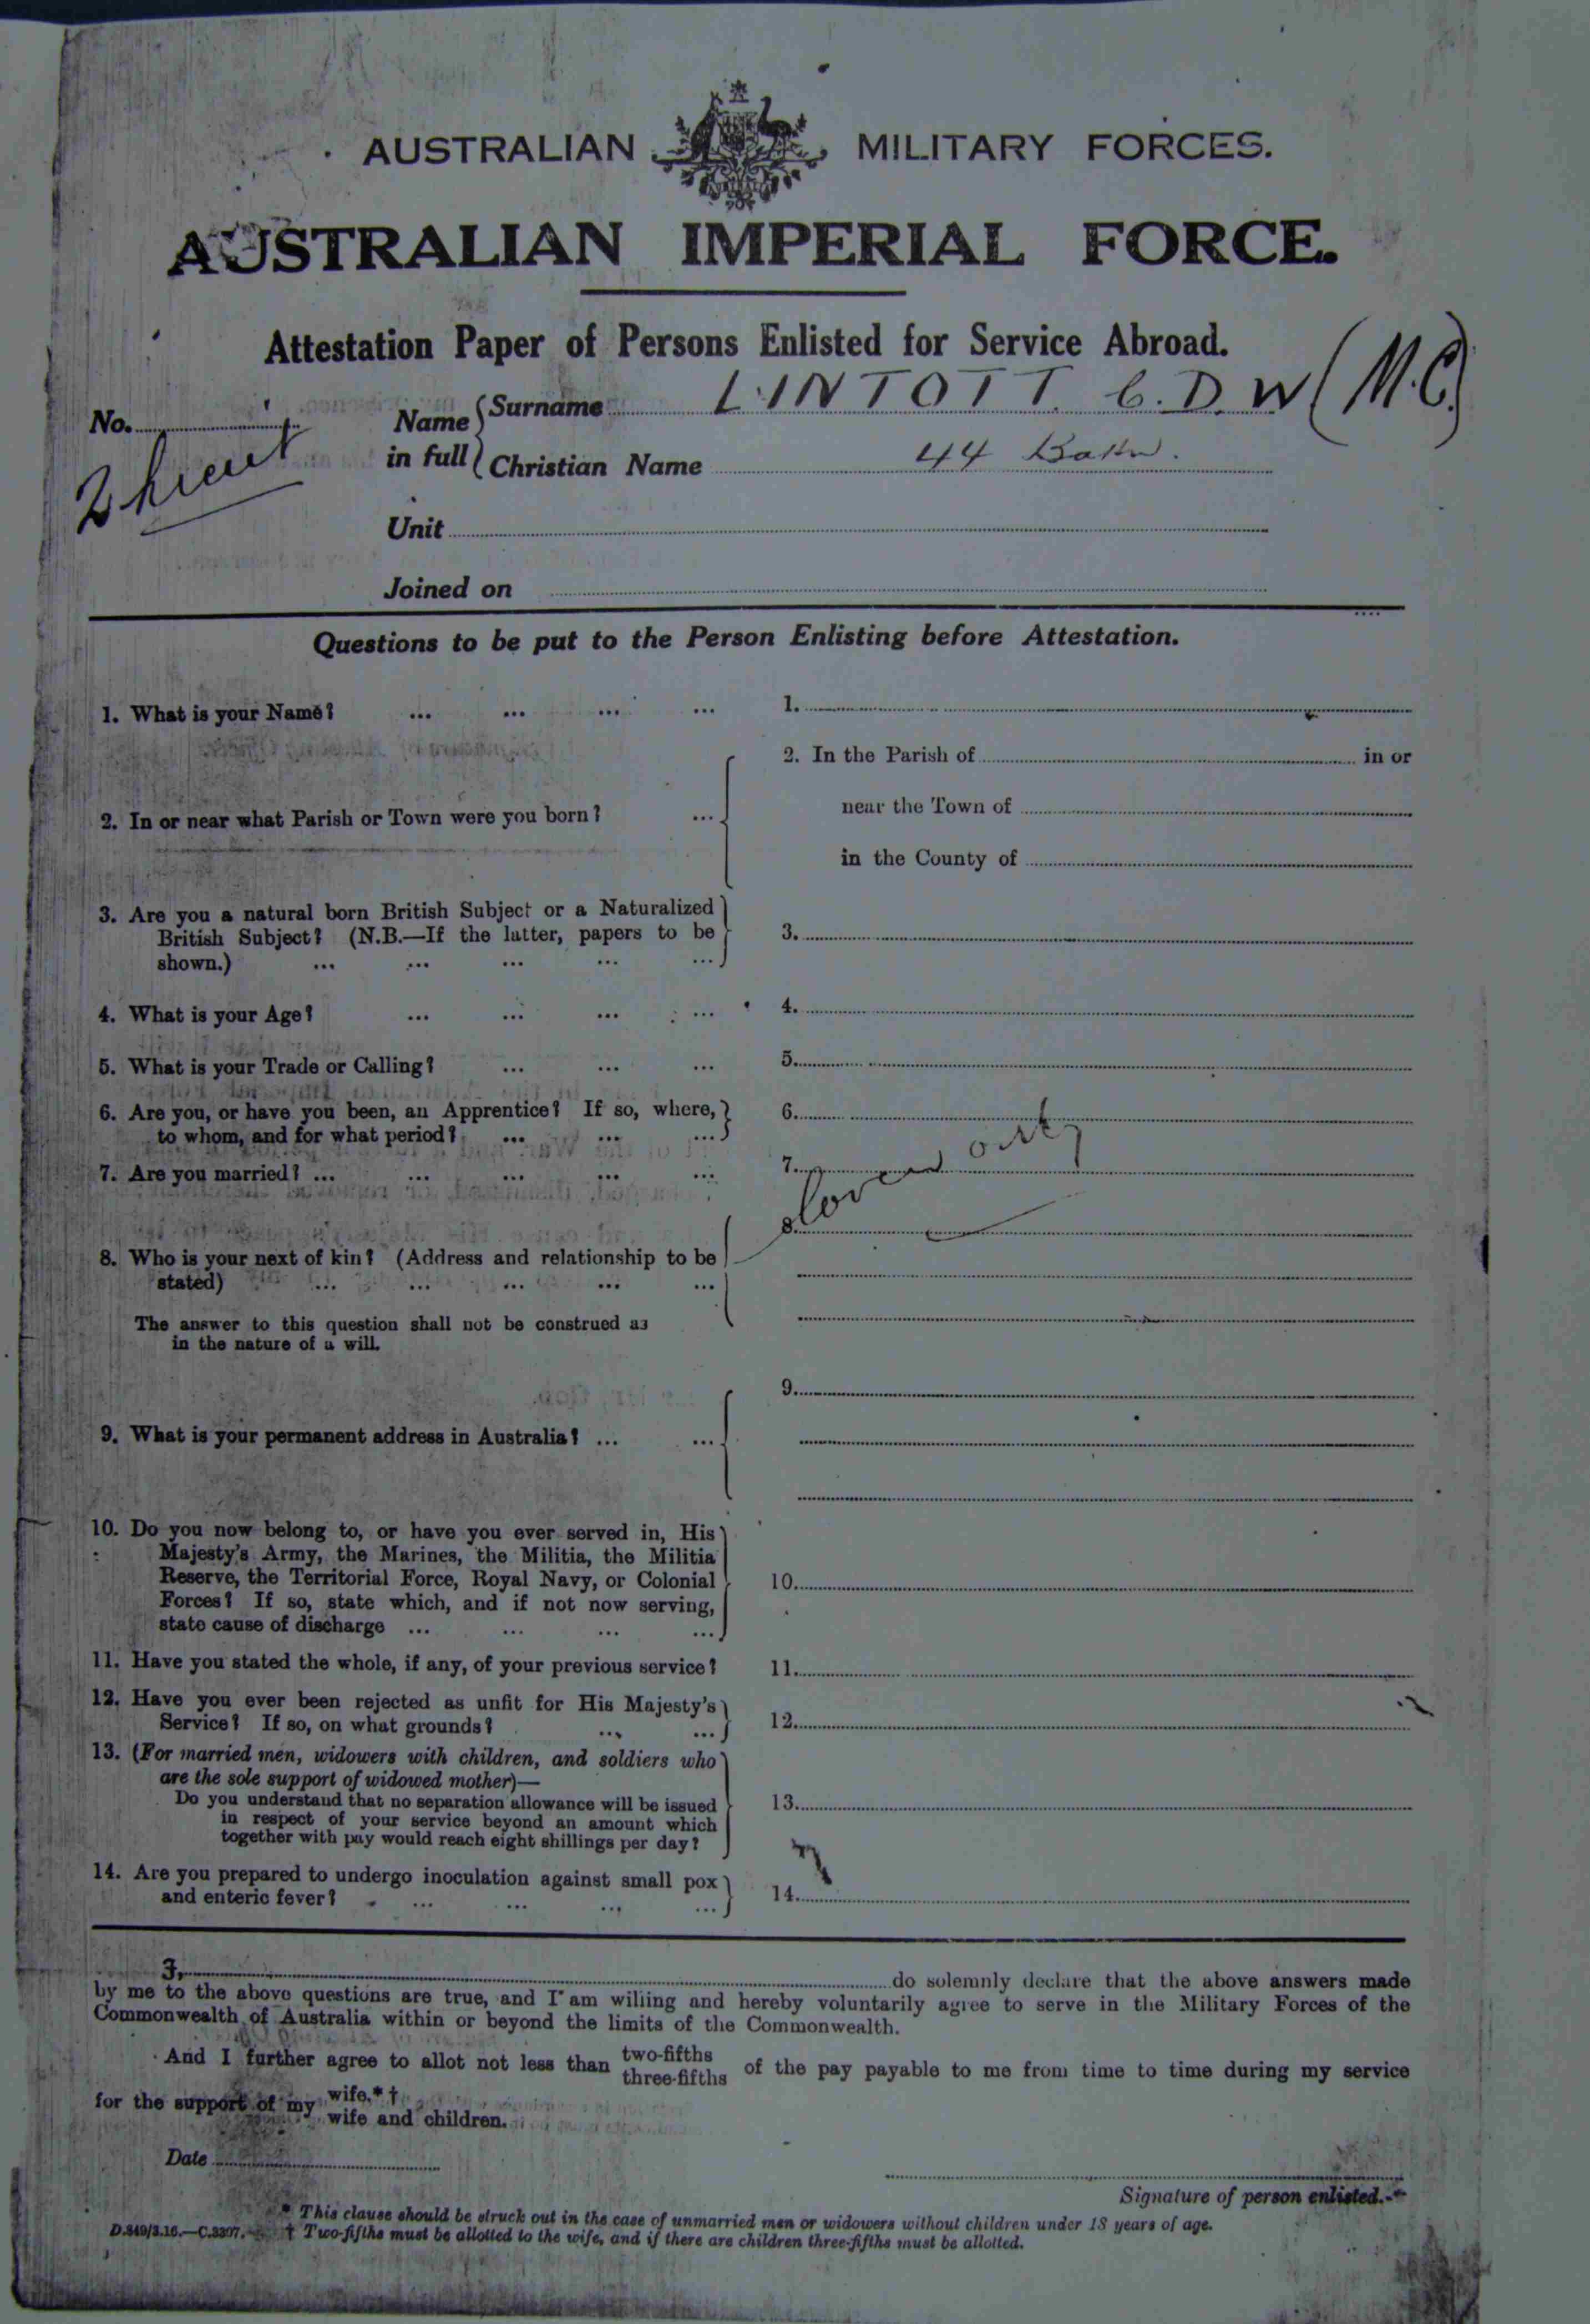 AUSTRALIAN MILITARY FORCES.
AUSTRALIAN IMPERIAL FORCE.
Attestation Paper of Persons Enlisted for Service Abroad.
No.
Name in full
Surname LINTOTT C. D. W (M.C)
Christian Name 44 Battn.
Unit
Joined on
Questions to be put to the Person Enlisting before Attestation.
1. What is your Name? ... ... ... ... 1.
2. In or near what Parish or Town were you born? ... 2. In the Parish of in or
near the Town of
in the County of
3. Are you a natural born British Subject or a Naturalized
British Subject? (N.B.—If the latter, papers to be 3.
shown.) ... ... ... ... ...
4. What is your Age? ... ... ... ... 4.
5. What is your Trade or Calling? ... ... ... 5.
6. Are you, or have you been, an Apprentice? If so, where, 6.
to whom, and for what period? ... ... ...
7. Are you married? ... ... ... ... ... 7.
Cover only
8. Who is your next of kin? (Address and relationship to be 8.
stated) ... ... ... ... ...
The answer to this question shall not be construed as
in the nature of a will.
9. What is your permanent address in Australia? ... ... 9.
10. Do you now belong to, or have you ever served in, His
Majesty's Army, the Marines, the Militia, the Militia
Reserve, the Territorial Force, Royal Navy, or Colonial 10.
Forces? If so, state which, and if not now serving,
state cause of discharge ... ... ... ...
11. Have you stated the whole, if any, of your previous service? 11.
12. Have you ever been rejected as unfit for His Majesty's
Service? If so, on what grounds? ... ... 12.
13. (For married men, widowers with children, and soldiers who
are the sole support of widowed mother)—
Do you understand that no separation allowance will be issued 13.
in respect of your service beyond an amount which
together with pay would reach eight shillings per day?
14. Are you prepared to undergo inoculation against small pox
and enteric fever? ... ... ... ... 14.
I, do solemnly declare that the above answers made
by me to the above questions are true, and I am willing and hereby voluntarily agree to serve in the Military Forces of the
Commonwealth of Australia within or beyond the limits of the Commonwealth.
And I further agree to allot not less than two-fifths three-fifths of the pay payable to me from time to time during my service
for the support of my wife.* † wife and children.
Date
Signature of person enlisted.
* This clause should be struck out in the case of unmarried men or widowers without children under 18 years of age.
D.849/3.16.—C.3307. † Two-fifths must be allotted to the wife, and if there are children three-fifths must be allotted.